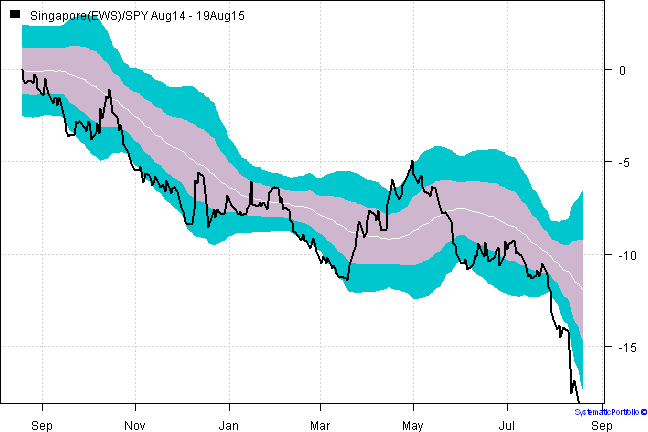 Singapore(EWS)/SPY Aug14 - 19Aug15
0
-5
-10
-15
SystematicPortfolio ©
Sep Nov Jan Mar May Jul Sep